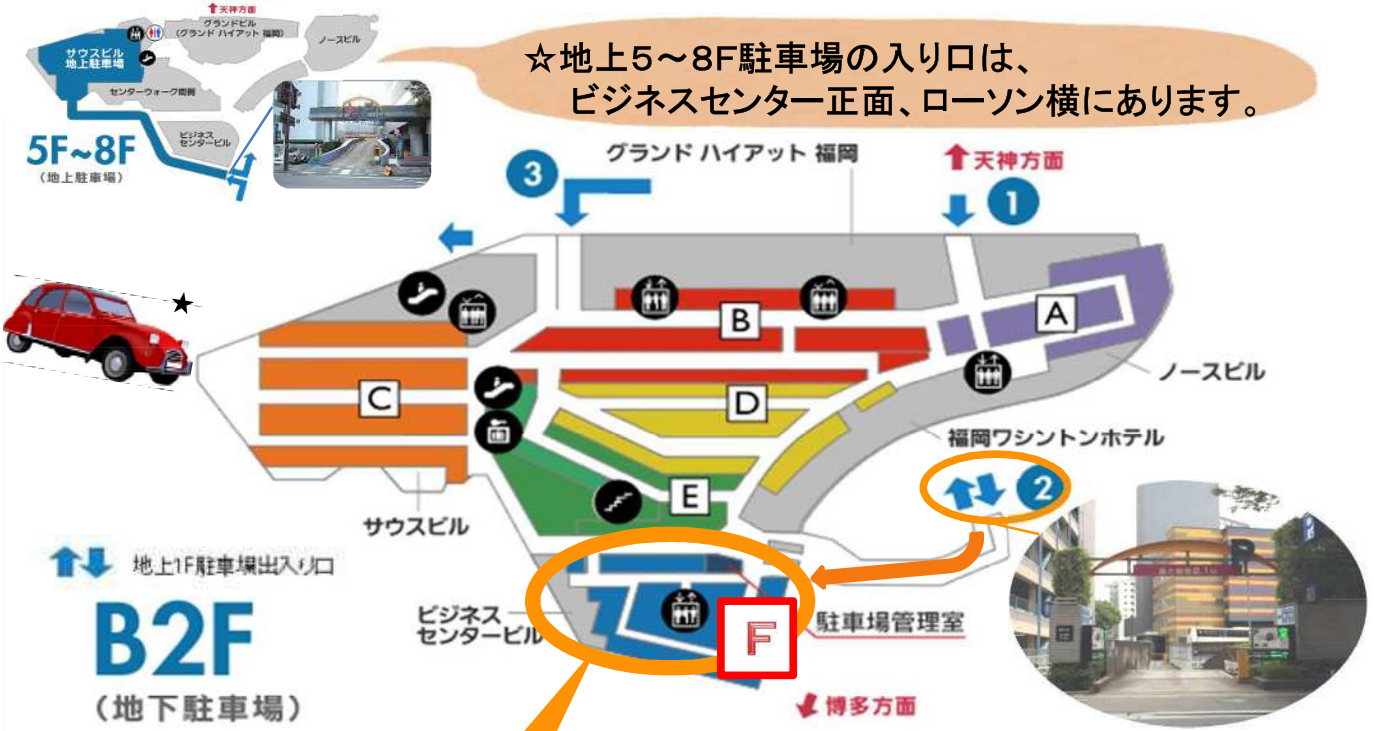 天神方面
グランドビル
(グランド ハイアット 福岡)
ノースビル
サウスビル
地上駐車場
センターウォーク南側
ビジネス
センタービル
5F~8F
(地上駐車場)
☆地上5~8F駐車場の入り口は、
ビジネスセンター正面、ローソン横にあります。
グランド ハイアット 福岡
天神方面
3
1
★
A
B
C
D
E
ノースビル
福岡ワシントンホテル
2
サウスビル
地上1F駐車場出入り口
B2F
(地下駐車場)
ビジネス
センタービル
F
駐車場管理室
博多方面